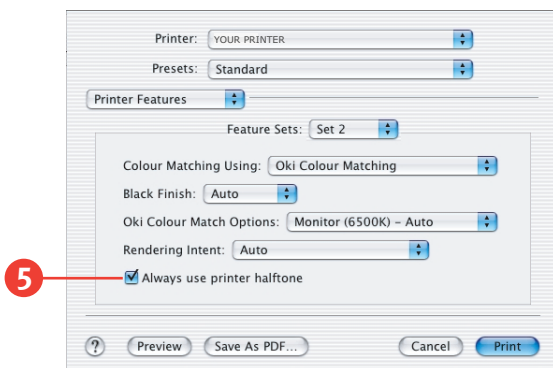 Printer: YOUR PRINTER
Presets: Standard
Printer Features
Feature Sets: Set 2
Colour Matching Using: Oki Colour Matching
Black Finish: Auto
Oki Colour Match Options: Monitor (6500K) – Auto
Rendering Intent: Auto
5 Always use printer halftone
? Preview Save As PDF... Cancel Print